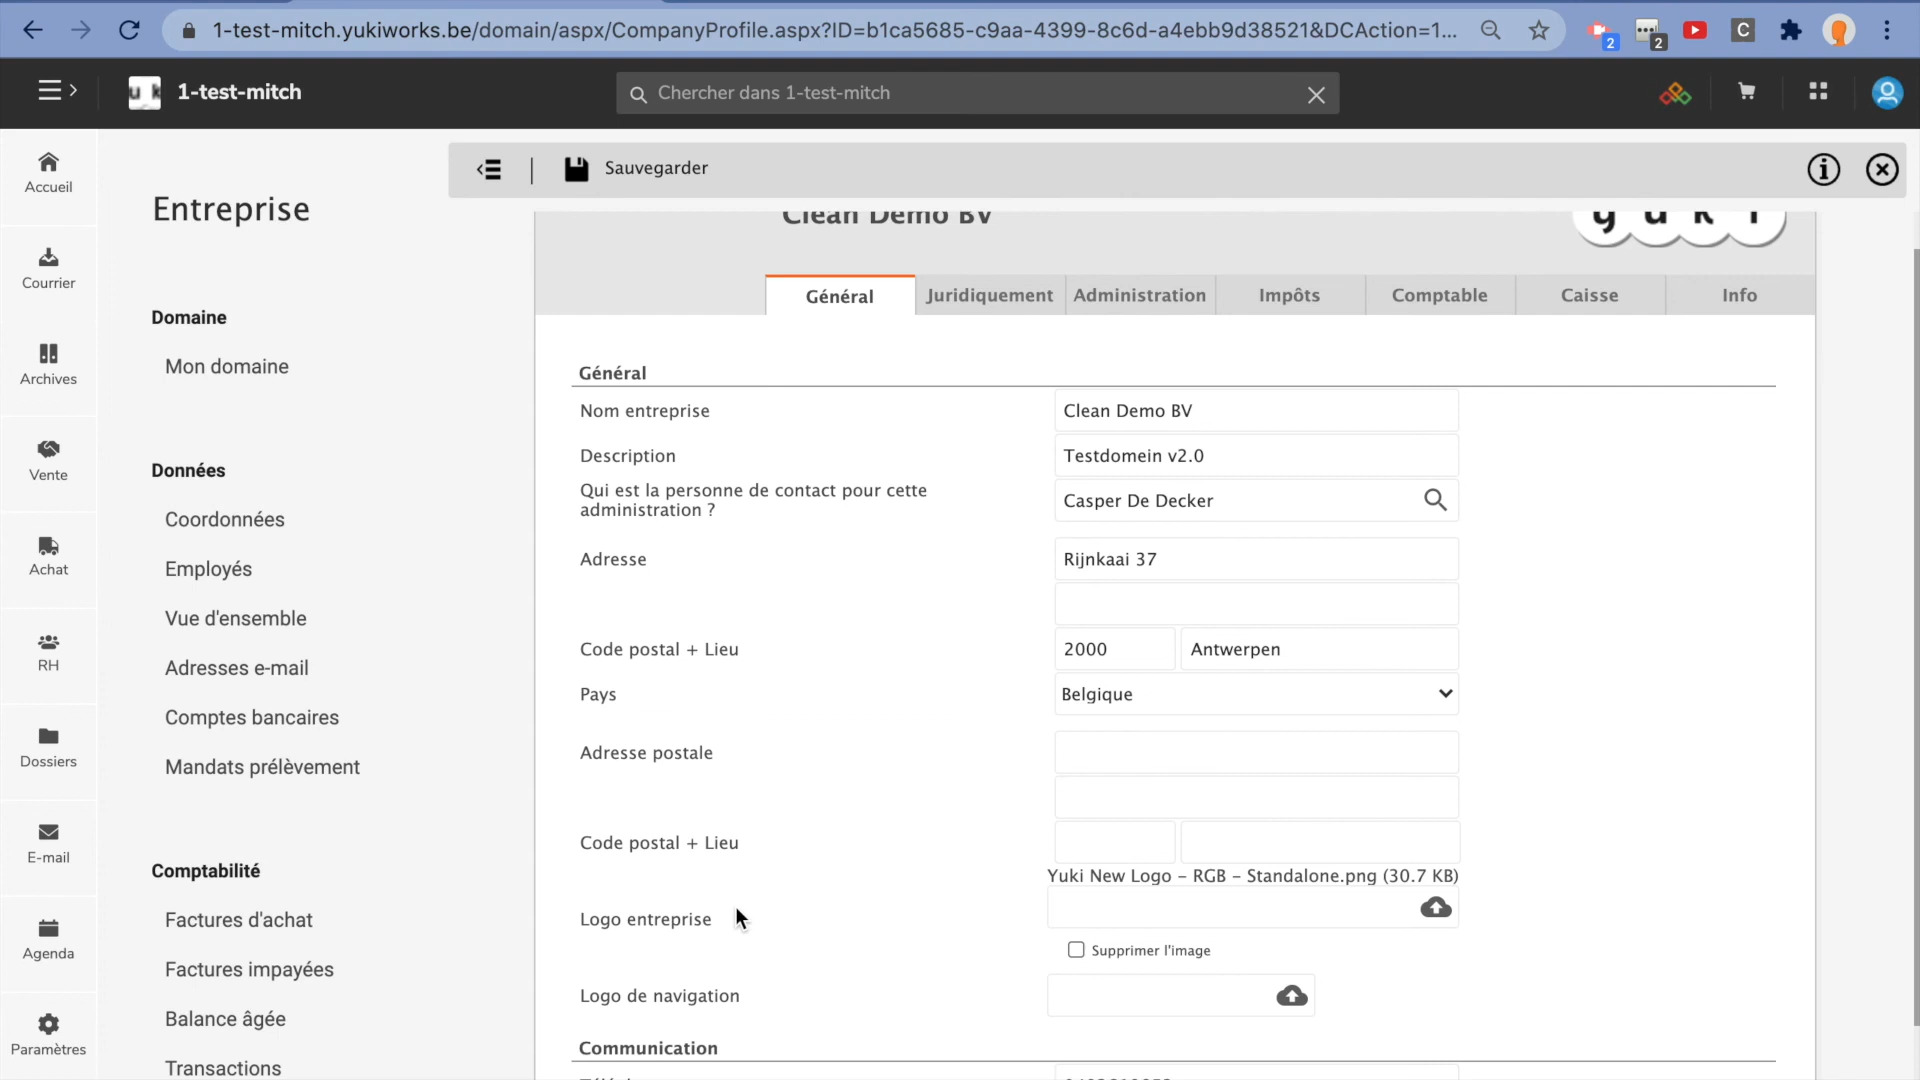 1-test-mitch.yukiworks.be/domain/aspx/CompanyProfile.aspx?ID=b1ca5685-c9aa-4399-8c6d-a4ebb9d38521&DCAction=1...
2
2
C
u k
1-test-mitch
Chercher dans 1-test-mitch
Accueil
Courrier
Archives
Vente
Achat
RH
Dossiers
E-mail
Agenda
Paramètres
Entreprise
Domaine
Mon domaine
Données
Coordonnées
Employés
Vue d'ensemble
Adresses e-mail
Comptes bancaires
Mandats prélèvement
Comptabilité
Factures d'achat
Factures impayées
Balance âgée
Transactions
Sauvegarder
Clean Demo BV
y u k i
Général
Juridiquement
Administration
Impôts
Comptable
Caisse
Info
Général
Nom entreprise
Clean Demo BV
Description
Testdomein v2.0
Qui est la personne de contact pour cette
administration ?
Casper De Decker
Adresse
Rijnkaai 37
Code postal + Lieu
2000
Antwerpen
Pays
Belgique
Adresse postale
Code postal + Lieu
Yuki New Logo – RGB – Standalone.png (30.7 KB)
Logo entreprise
Supprimer l'image
Logo de navigation
Communication